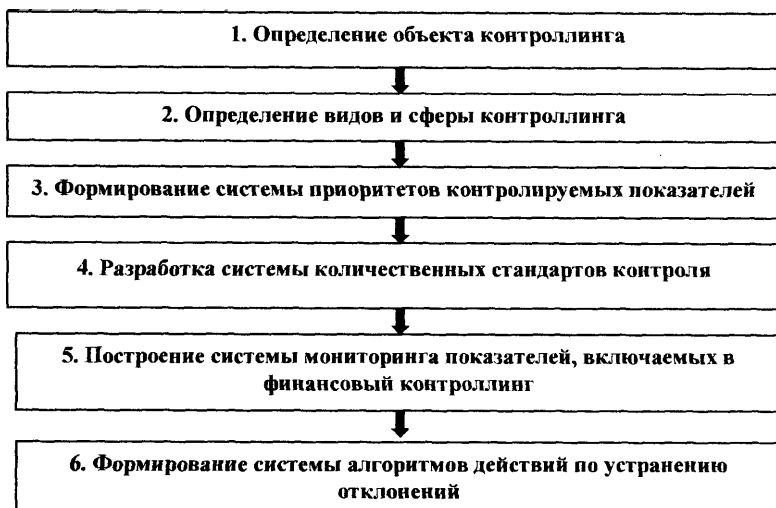 1. Определение объекта контроллинга
2. Определение видов и сферы контроллинга
3. Формирование системы приоритетов контролируемых показателей
4. Разработка системы количественных стандартов контроля
5. Построение системы мониторинга показателей, включаемых в
финансовый контроллинг
6. Формирование системы алгоритмов действий по устранению
отклонений